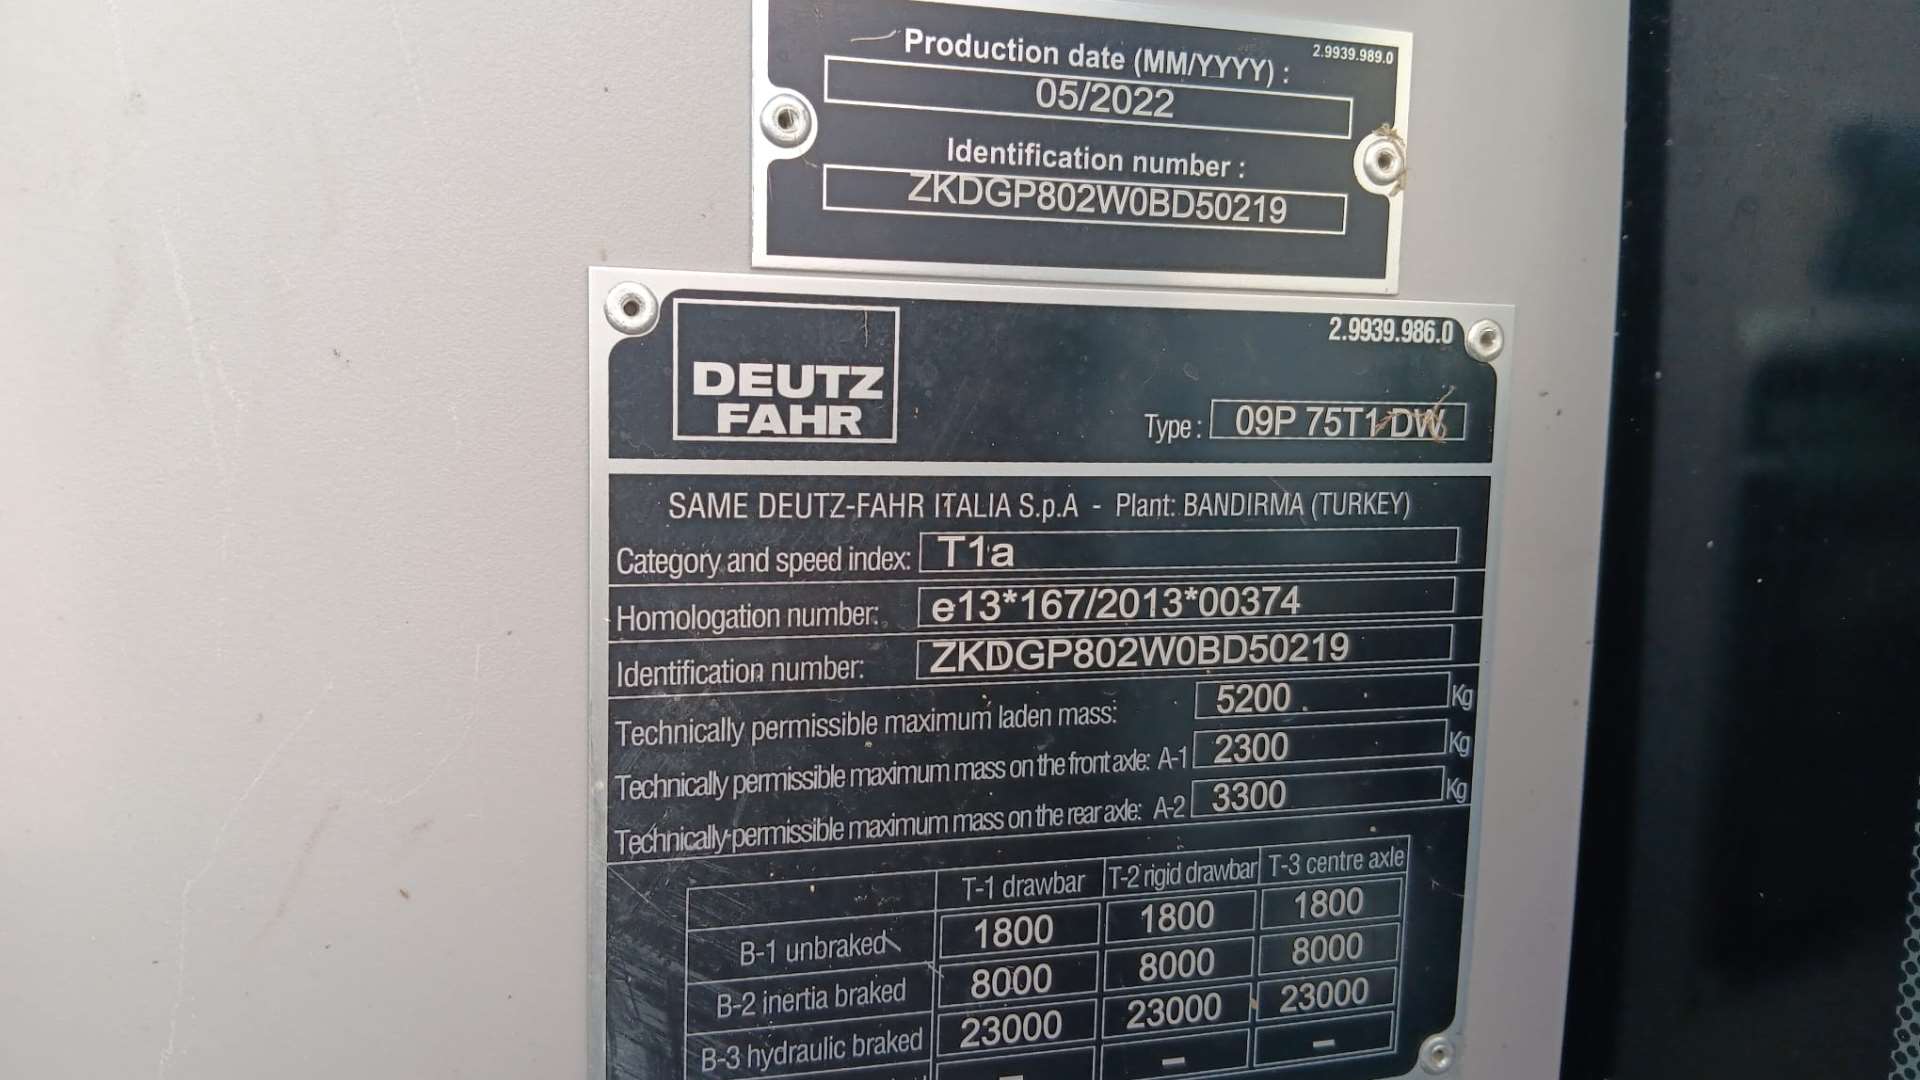 Production date (MM/YYYY) :
2.9939.989.0
05/2022
Identification number :
ZKDGP802W0BD50219
DEUTZ
FAHR
2.9939.986.0
Type : 09P 75T1 DW
SAME DEUTZ-FAHR ITALIA S.p.A - Plant: BANDIRMA (TURKEY)
Category and speed index: T1a
Homologation number: e13*167/2013*00374
Identification number: ZKDGP802W0BD50219
Technically permissible maximum laden mass: 5200 Kg
Technically permissible maximum mass on the front axle: A-1 2300 Kg
Technically permissible maximum mass on the rear axle: A-2 3300 Kg
T-1 drawbar T-2 rigid drawbar T-3 centre axle
B-1 unbraked 1800 1800 1800
B-2 inertia braked 8000 8000 8000
B-3 hydraulic braked 23000 23000 23000
– – –